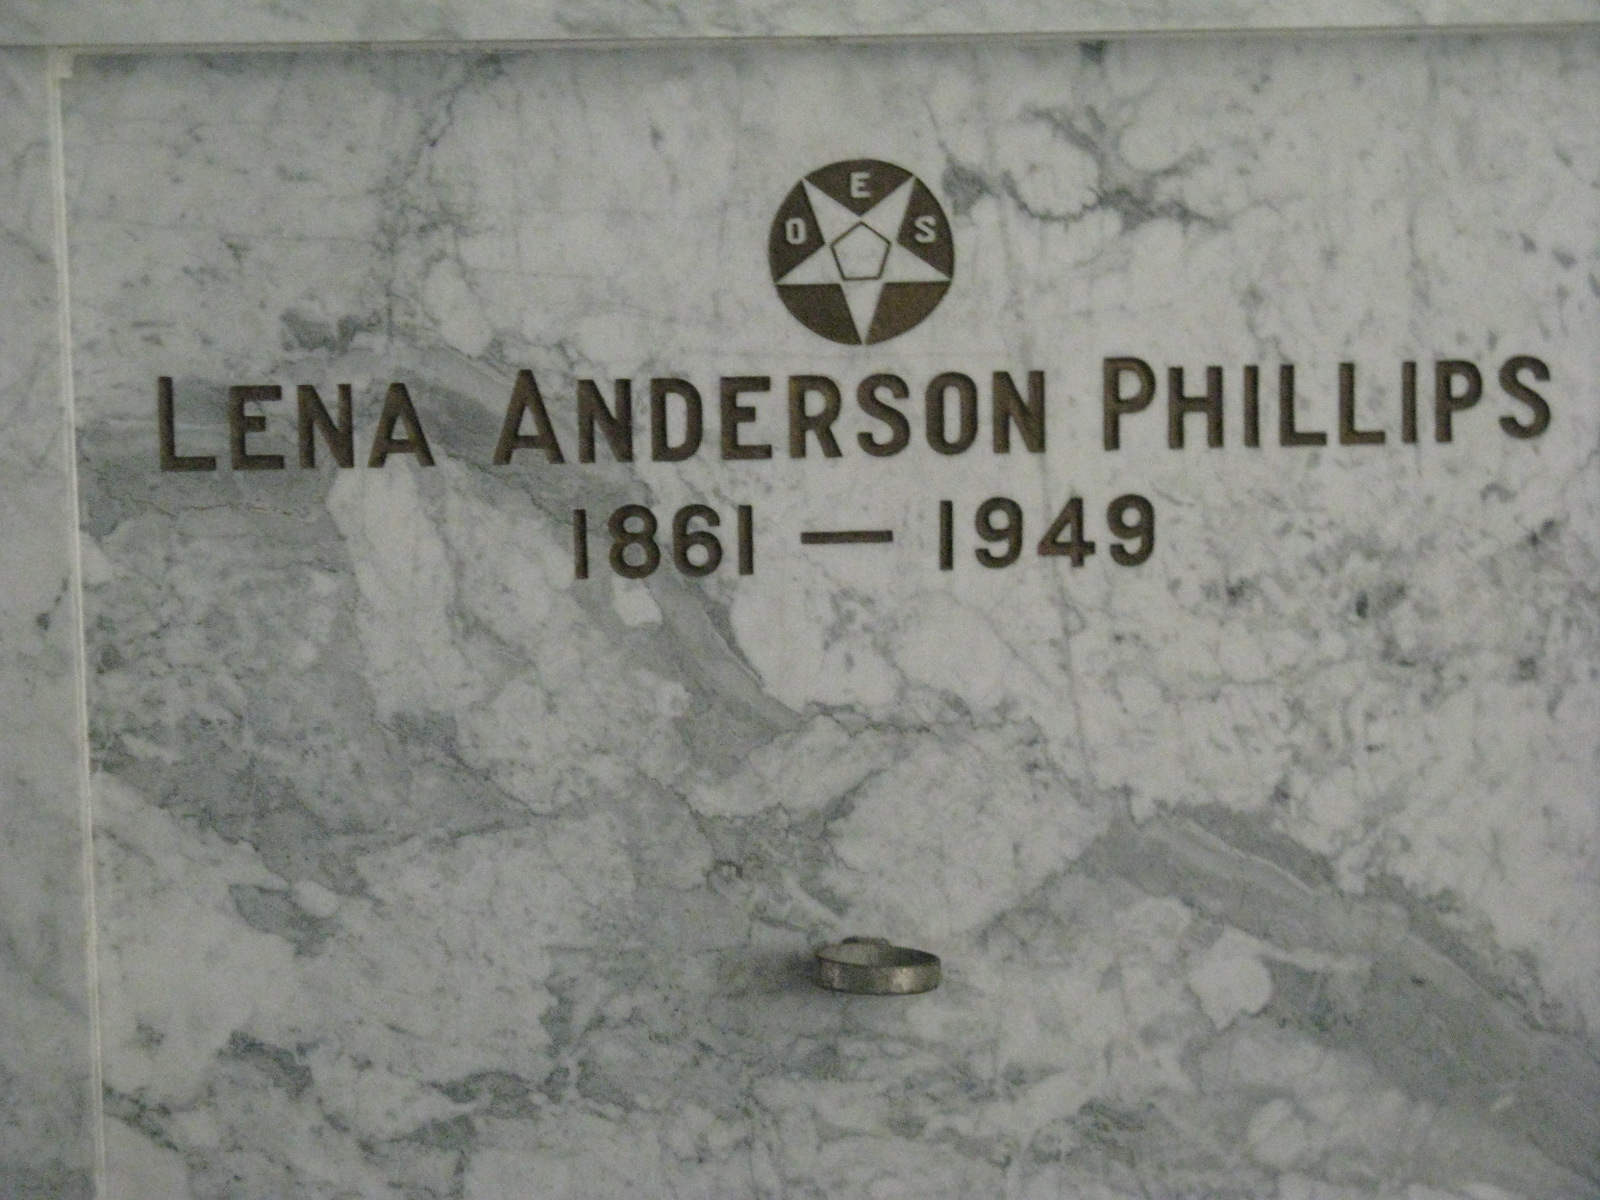 O E S
LENA ANDERSON PHILLIPS
1861 — 1949